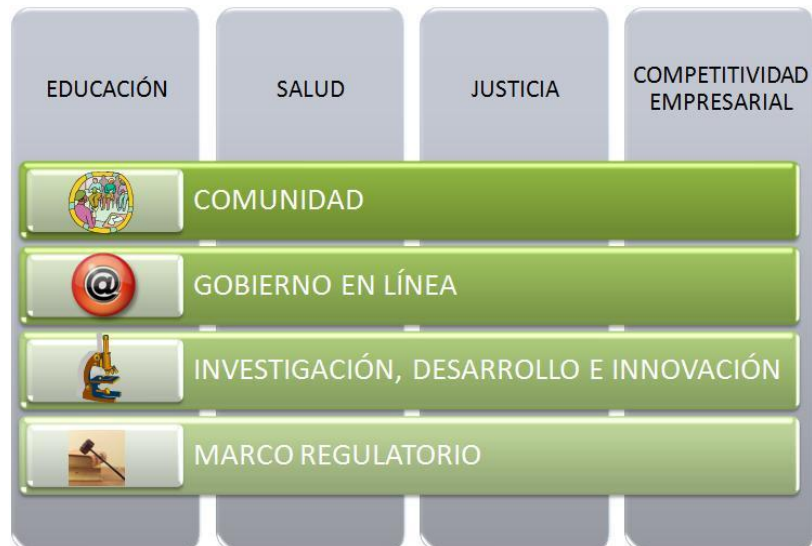 EDUCACIÓN
SALUD
JUSTICIA
COMPETITIVIDAD
EMPRESARIAL
COMUNIDAD
@
GOBIERNO EN LÍNEA
INVESTIGACIÓN, DESARROLLO E INNOVACIÓN
MARCO REGULATORIO